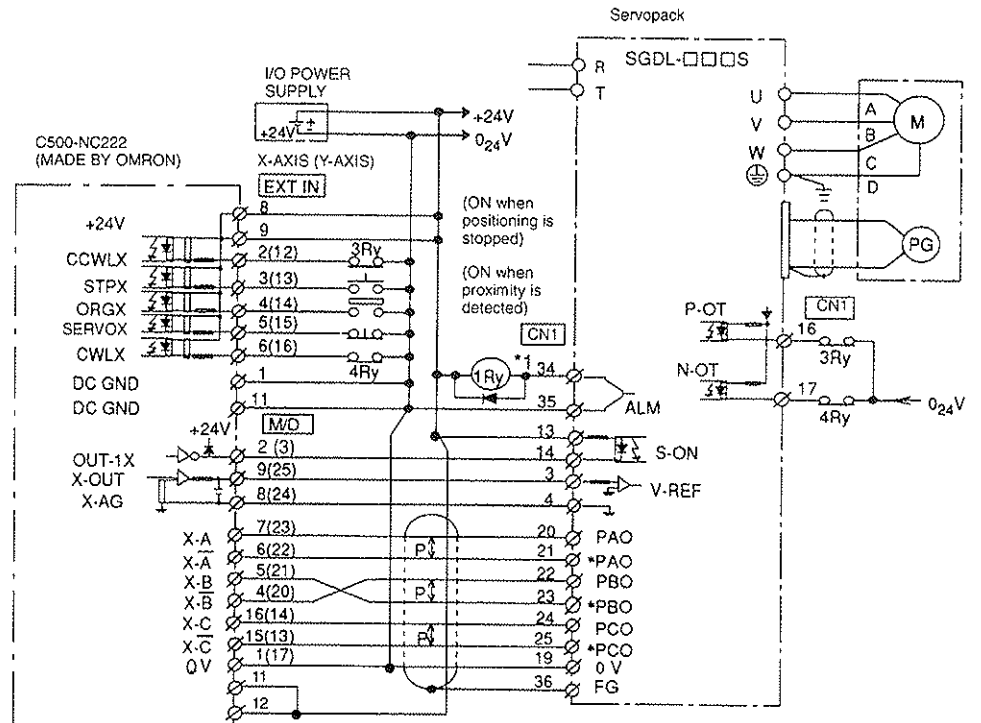 Servopack
SGDL-□□□S
R
T
I/O POWER
SUPPLY
+24V
+24V
0₂₄V
C500-NC222
(MADE BY OMRON)
X-AXIS (Y-AXIS)
EXT IN
U
V
W
A
B
C
D
M
PG
+24V
8
9
CCWLX
2(12)
3Ry
STPX
3(13)
ORGX
4(14)
SERVOX
5(15)
CWLX
6(16)
4Ry
DC GND
1
DC GND
11
(ON when
positioning is
stopped)
(ON when
proximity is
detected)
CN1
1Ry
*1
34
35
ALM
P-OT
CN1
16
3Ry
N-OT
17
4Ry
0₂₄V
M/D
+24V
OUT-1X
2 (3)
X-OUT
9(25)
X-AG
8(24)
13
14
S-ON
3
V-REF
4
X-A
7(23)
P
20
PAO
X-A̅
6(22)
21
*PAO
X-B
5(21)
P
22
PBO
X-B̅
4(20)
23
*PBO
X-C
16(14)
P
24
PCO
X-C̅
15(13)
25
*PCO
0V
1(17)
19
0 V
11
36
FG
12